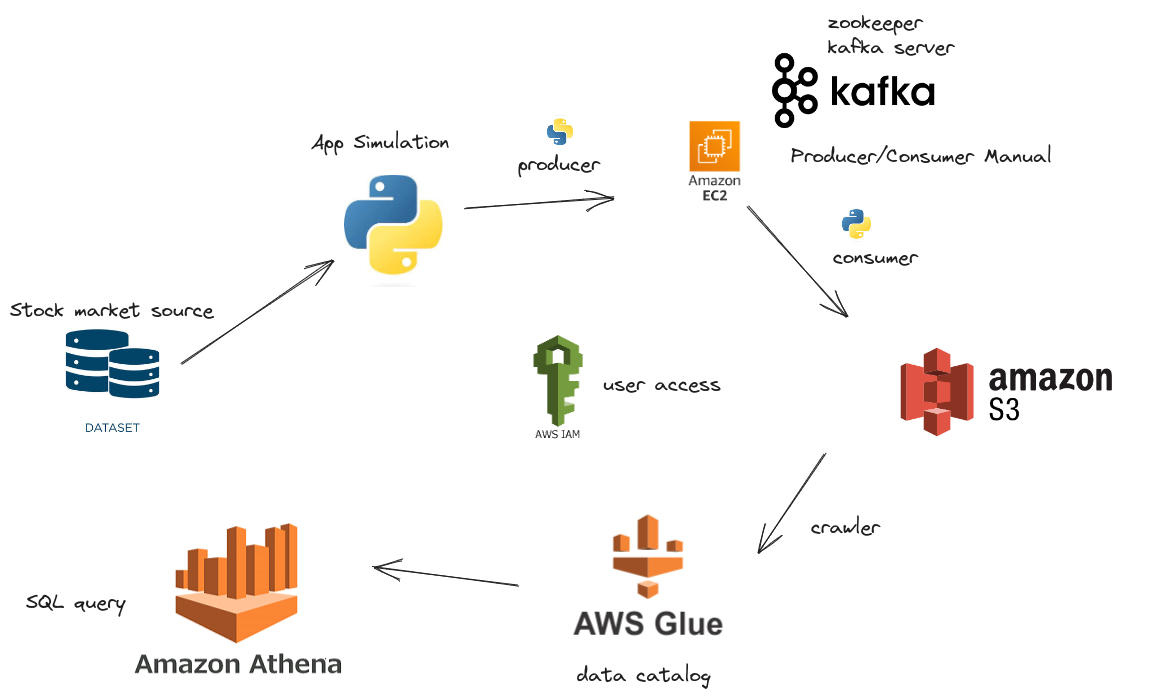 zookeeper
kafka server
kafka
App Simulation
producer
Amazon
EC2
Producer/Consumer Manual
consumer
Stock market source
DATASET
AWS IAM
user access
amazon
S3
crawler
SQL query
Amazon Athena
AWS Glue
data catalog